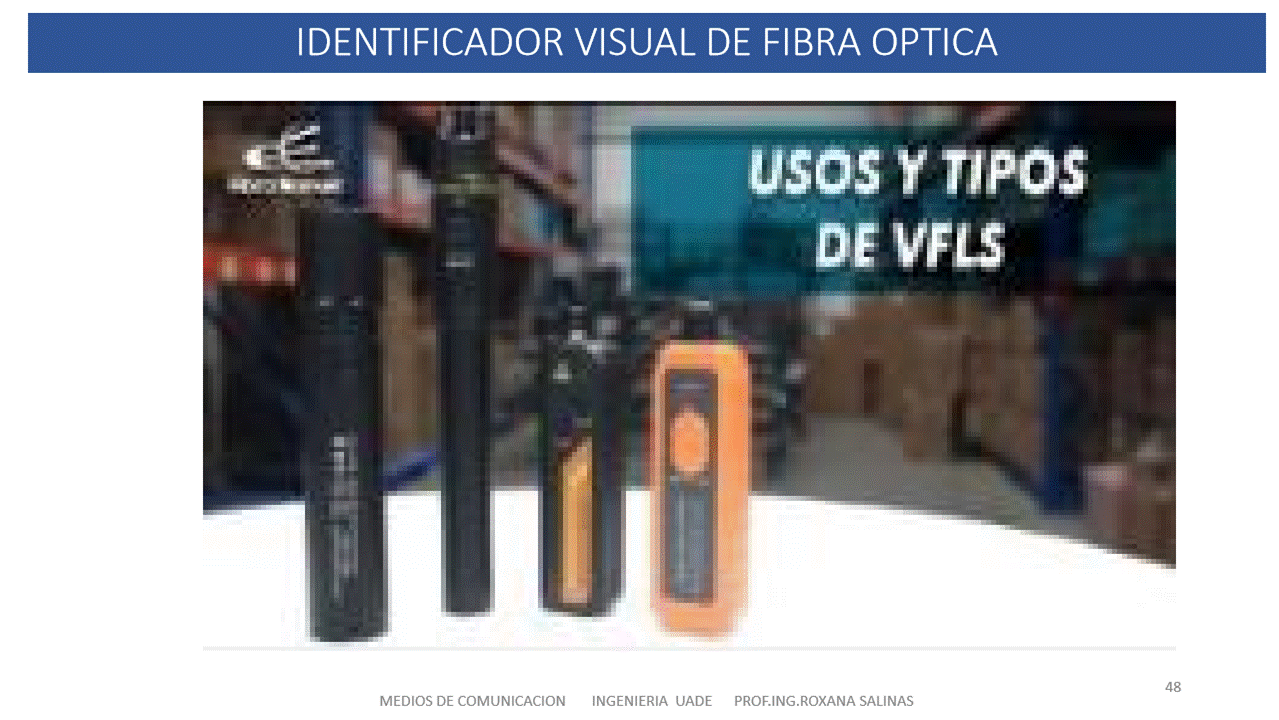 IDENTIFICADOR VISUAL DE FIBRA OPTICA
USOS Y TIPOS
DE VFLS
48
MEDIOS DE COMUNICACION INGENIERIA UADE PROF.ING.ROXANA SALINAS